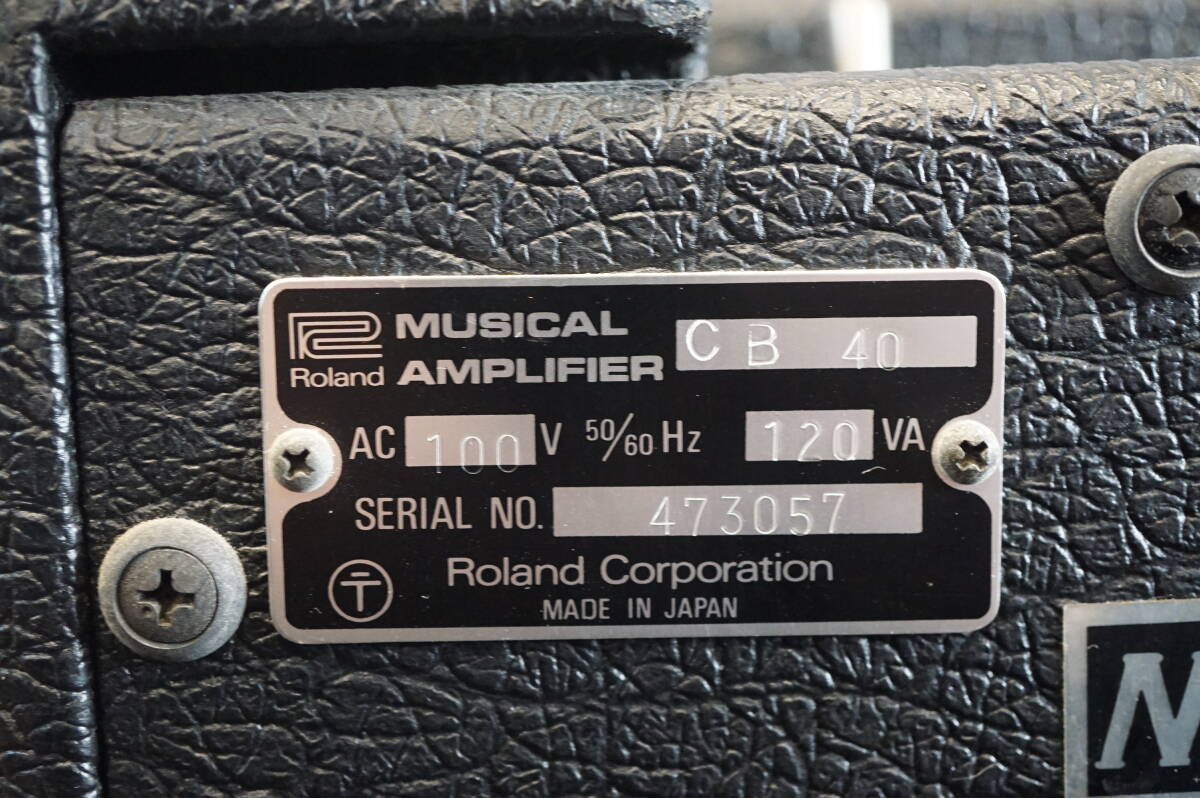 MUSICAL
Roland AMPLIFIER CB 40
AC 100 V 50/60 Hz 120 VA
SERIAL NO. 473057
Ⓣ Roland Corporation
MADE IN JAPAN